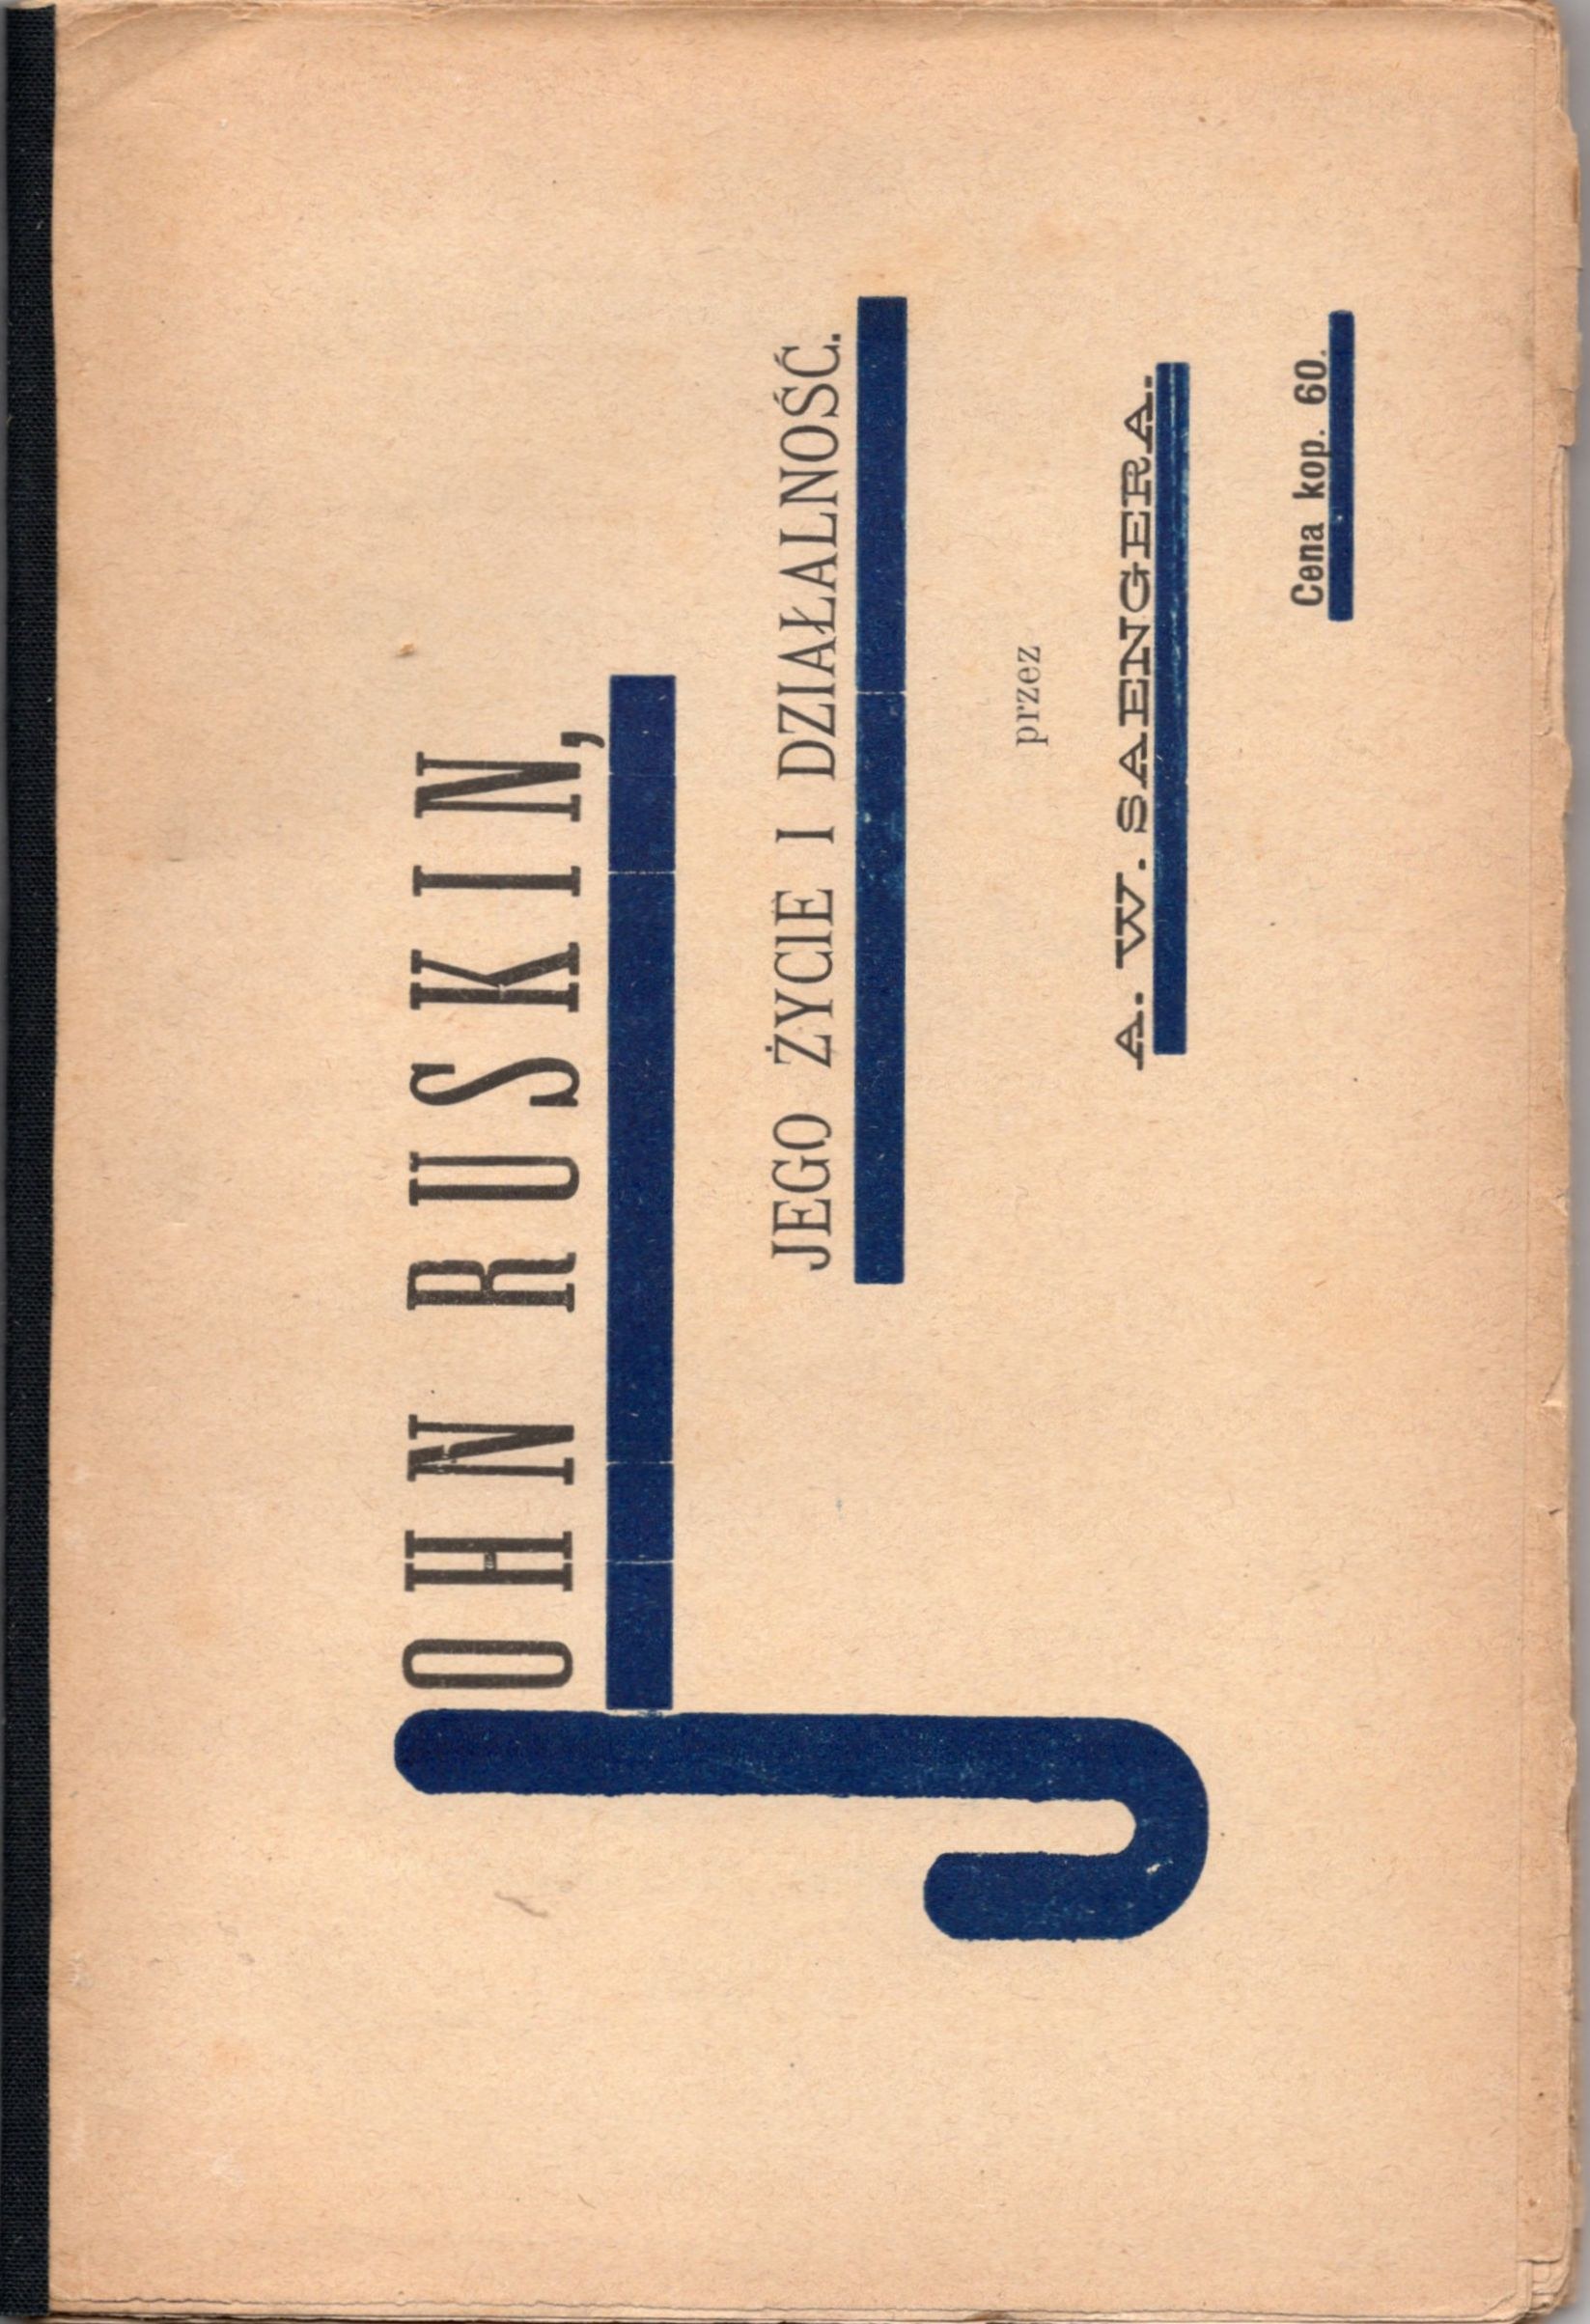 JOHN RUSKIN,
JEGO ŻYCIE I DZIAŁALNOŚĆ.
przez
A. W. SAENGERA.
Cena kop. 60.